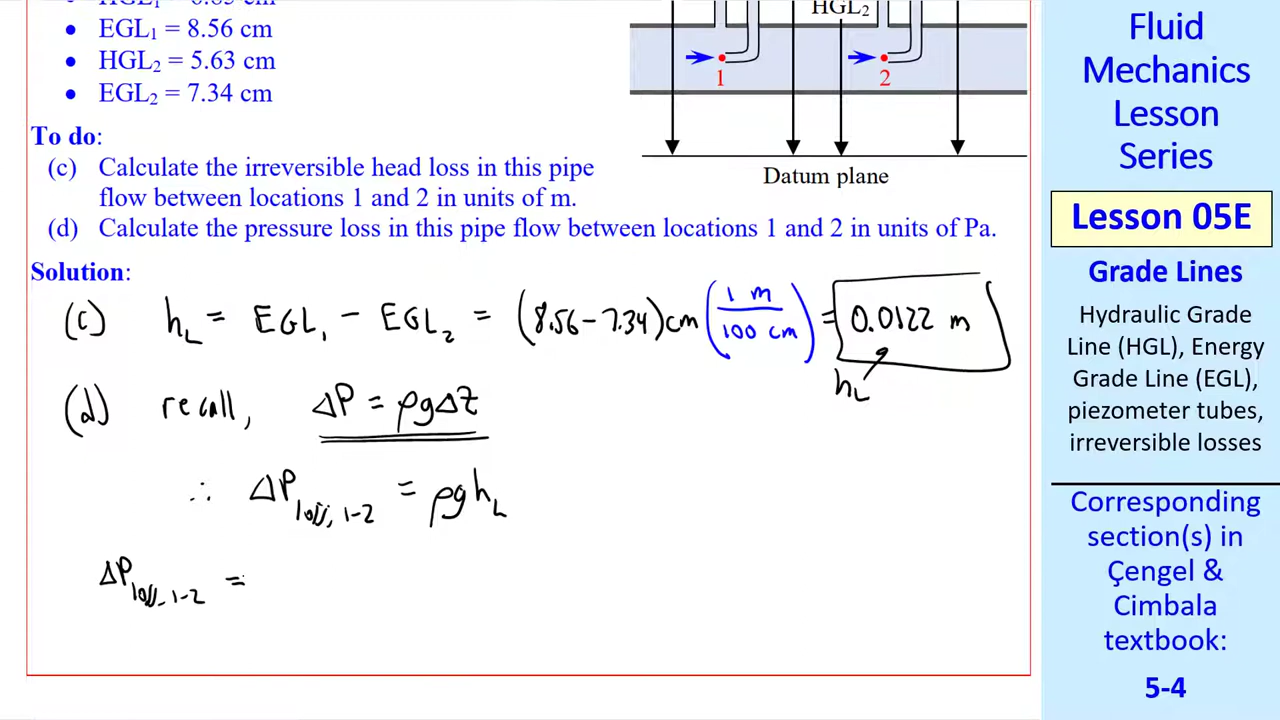 EGL₁ = 8.56 cm
HGL₂ = 5.63 cm
EGL₂ = 7.34 cm
HGL₂
1
2
Datum plane
To do:
(c) Calculate the irreversible head loss in this pipe
flow between locations 1 and 2 in units of m.
(d) Calculate the pressure loss in this pipe flow between locations 1 and 2 in units of Pa.
Solution:
(c) h_L = EGL₁ − EGL₂ = (8.56 − 7.34) cm (1 m / 100 cm) = 0.0122 m
h_L
(d) recall, ΔP = ρgΔz
∴ ΔP_loss, 1-2 = ρgh_L
ΔP_loss, 1-2 =
Fluid
Mechanics
Lesson
Series
Lesson 05E
Grade Lines
Hydraulic Grade
Line (HGL), Energy
Grade Line (EGL),
piezometer tubes,
irreversible losses
Corresponding
section(s) in
Çengel &
Cimbala
textbook:
5-4